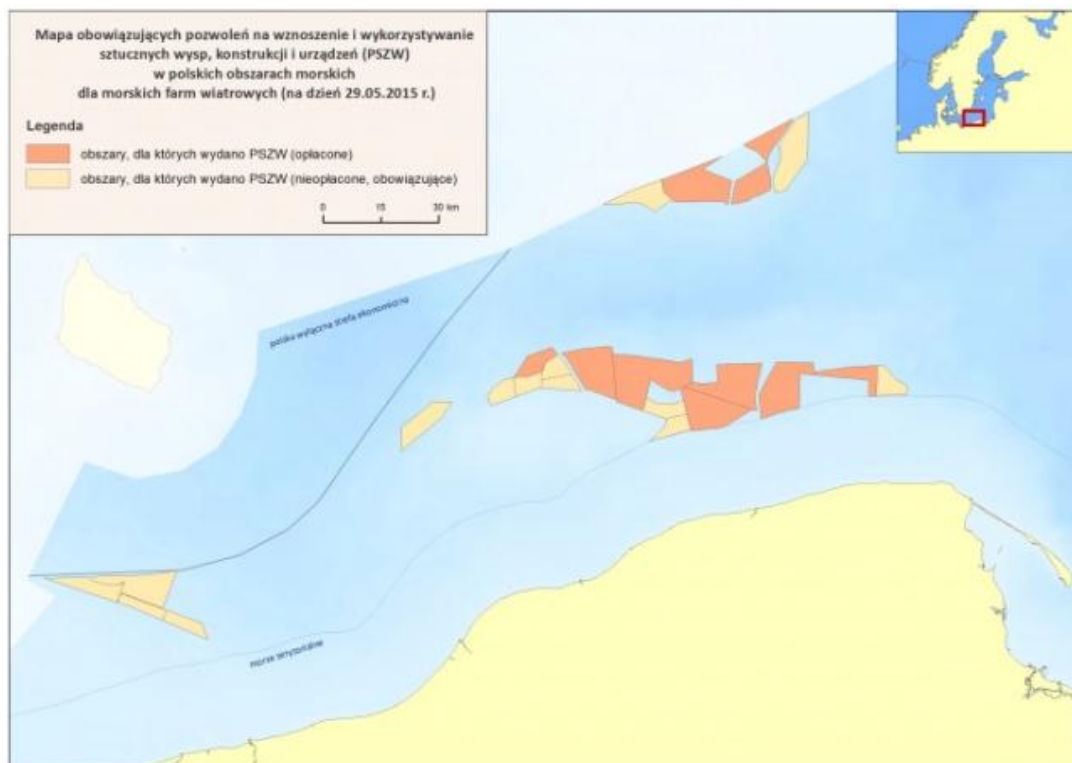 Mapa obowiązujących pozwoleń na wznoszenie i wykorzystywanie
sztucznych wysp, konstrukcji i urządzeń (PSZW)
w polskich obszarach morskich
dla morskich farm wiatrowych (na dzień 29.05.2015 r.)
Legenda
obszary, dla których wydano PSZW (opłacone)
obszary, dla których wydano PSZW (nieopłacone, obowiązujące)
0 15 30 km
polska wyłączna strefa ekonomiczna
morze terytorialne